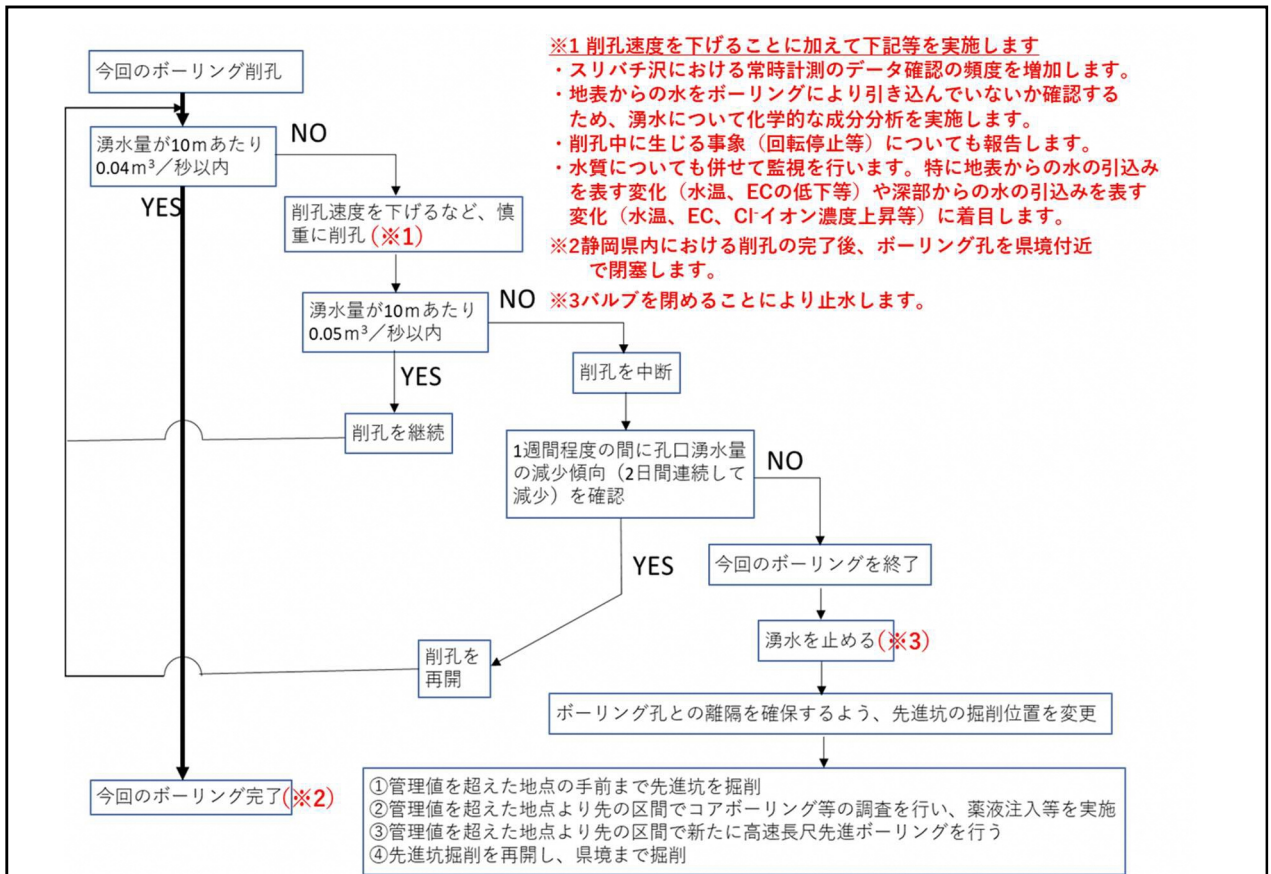 今回のボーリング削孔
湧水量が10mあたり
0.04m³／秒以内
NO
YES
削孔速度を下げるなど、慎
重に削孔(※1)
湧水量が10mあたり
0.05m³／秒以内
NO
YES
削孔を継続
削孔を中断
1週間程度の間に孔口湧水量
の減少傾向（2日間連続して
減少）を確認
NO
YES
削孔を
再開
今回のボーリングを終了
湧水を止める(※3)
ボーリング孔との離隔を確保するよう、先進坑の掘削位置を変更
①管理値を超えた地点の手前まで先進坑を掘削
②管理値を超えた地点より先の区間でコアボーリング等の調査を行い、薬液注入等を実施
③管理値を超えた地点より先の区間で新たに高速長尺先進ボーリングを行う
④先進坑掘削を再開し、県境まで掘削
今回のボーリング完了(※2)
※1 削孔速度を下げることに加えて下記等を実施します
・スリバチ沢における常時計測のデータ確認の頻度を増加します。
・地表からの水をボーリングにより引き込んでいないか確認する
ため、湧水について化学的な成分分析を実施します。
・削孔中に生じる事象（回転停止等）についても報告します。
・水質についても併せて監視を行います。特に地表からの水の引込み
を表す変化（水温、ECの低下等）や深部からの水の引込みを表す
変化（水温、EC、Cl⁻イオン濃度上昇等）に着目します。
※2静岡県内における削孔の完了後、ボーリング孔を県境付近
で閉塞します。
※3バルブを閉めることにより止水します。